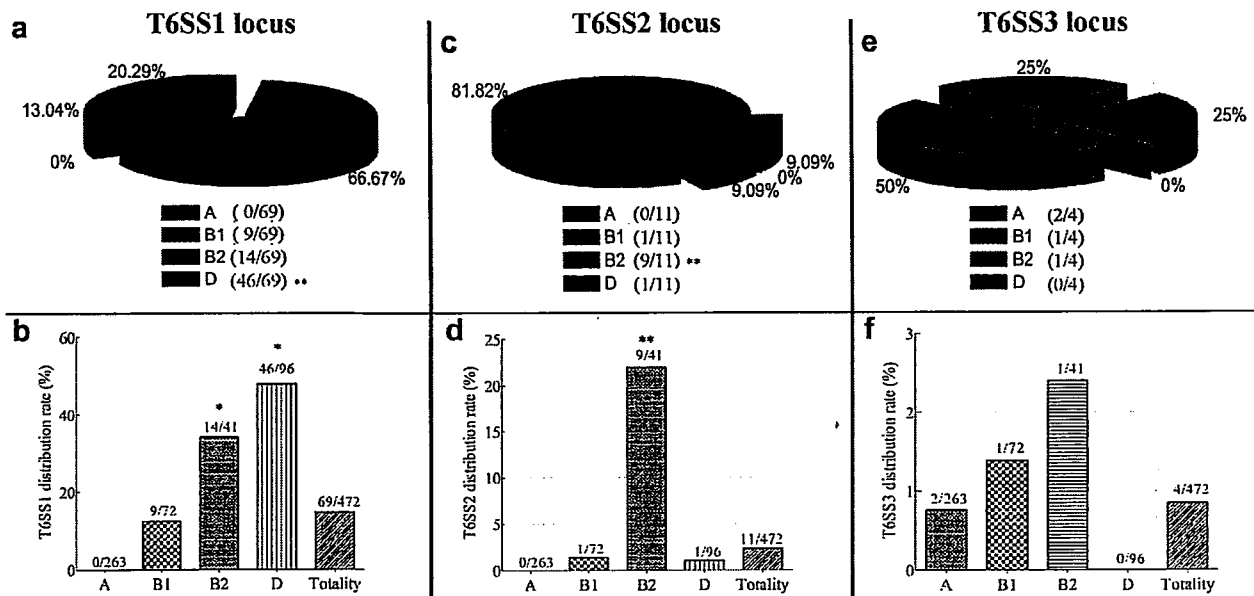 a T6SS1 locus
20.29%
13.04%
0%
66.67%
A ( 0/69)
B1 ( 9/69)
B2 (14/69)
D (46/69) **
c T6SS2 locus
81.82%
9.09%
0%
9.09%
A (0/11)
B1 (1/11)
B2 (9/11) **
D (1/11)
e T6SS3 locus
25%
25%
50%
0%
A (2/4)
B1 (1/4)
B2 (1/4)
D (0/4)
b
T6SS1 distribution rate (%)
60
40
20
0
0/263
9/72
*
14/41
*
46/96
69/472
A B1 B2 D Totality
d
T6SS2 distribution rate (%)
25
20
15
10
5
0
0/263
1/72
**
9/41
1/96
11/472
A B1 B2 D Totality
f
T6SS3 distribution rate (%)
3
2
1
0
2/263
1/72
1/41
0/96
4/472
A B1 B2 D Totality